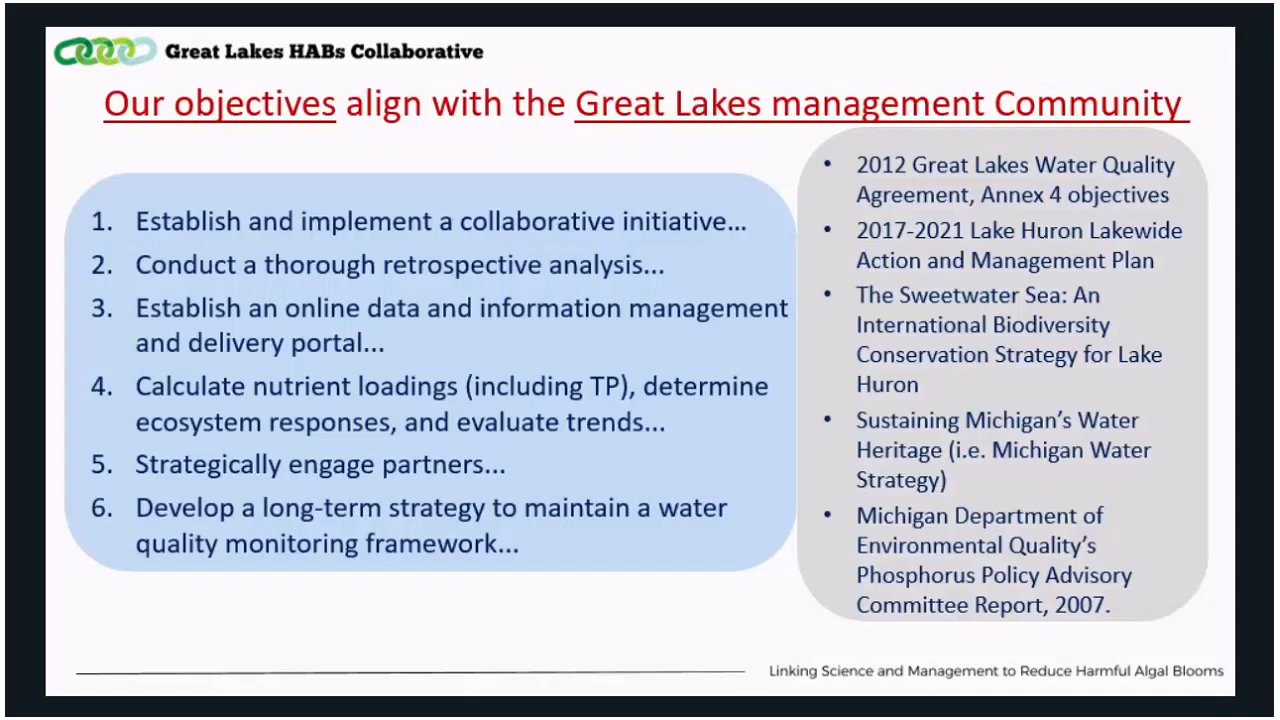 Great Lakes HABs Collaborative
Our objectives align with the Great Lakes management Community
1. Establish and implement a collaborative initiative...
2. Conduct a thorough retrospective analysis...
3. Establish an online data and information management
and delivery portal...
4. Calculate nutrient loadings (including TP), determine
ecosystem responses, and evaluate trends...
5. Strategically engage partners...
6. Develop a long-term strategy to maintain a water
quality monitoring framework...
• 2012 Great Lakes Water Quality
Agreement, Annex 4 objectives
• 2017-2021 Lake Huron Lakewide
Action and Management Plan
• The Sweetwater Sea: An
International Biodiversity
Conservation Strategy for Lake
Huron
• Sustaining Michigan’s Water
Heritage (i.e. Michigan Water
Strategy)
• Michigan Department of
Environmental Quality’s
Phosphorus Policy Advisory
Committee Report, 2007.
Linking Science and Management to Reduce Harmful Algal Blooms